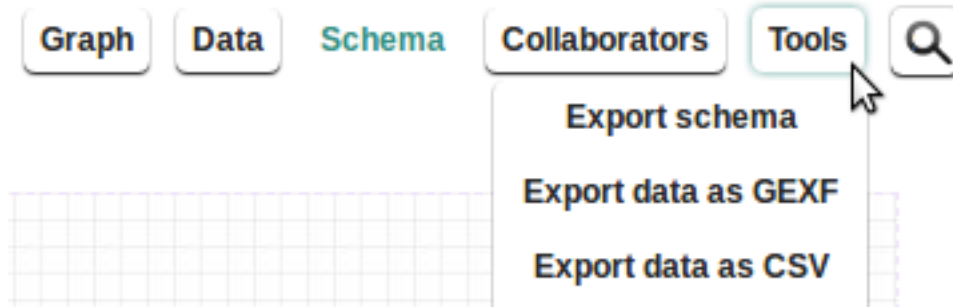 Graph Data Schema Collaborators Tools
Export schema
Export data as GEXF
Export data as CSV